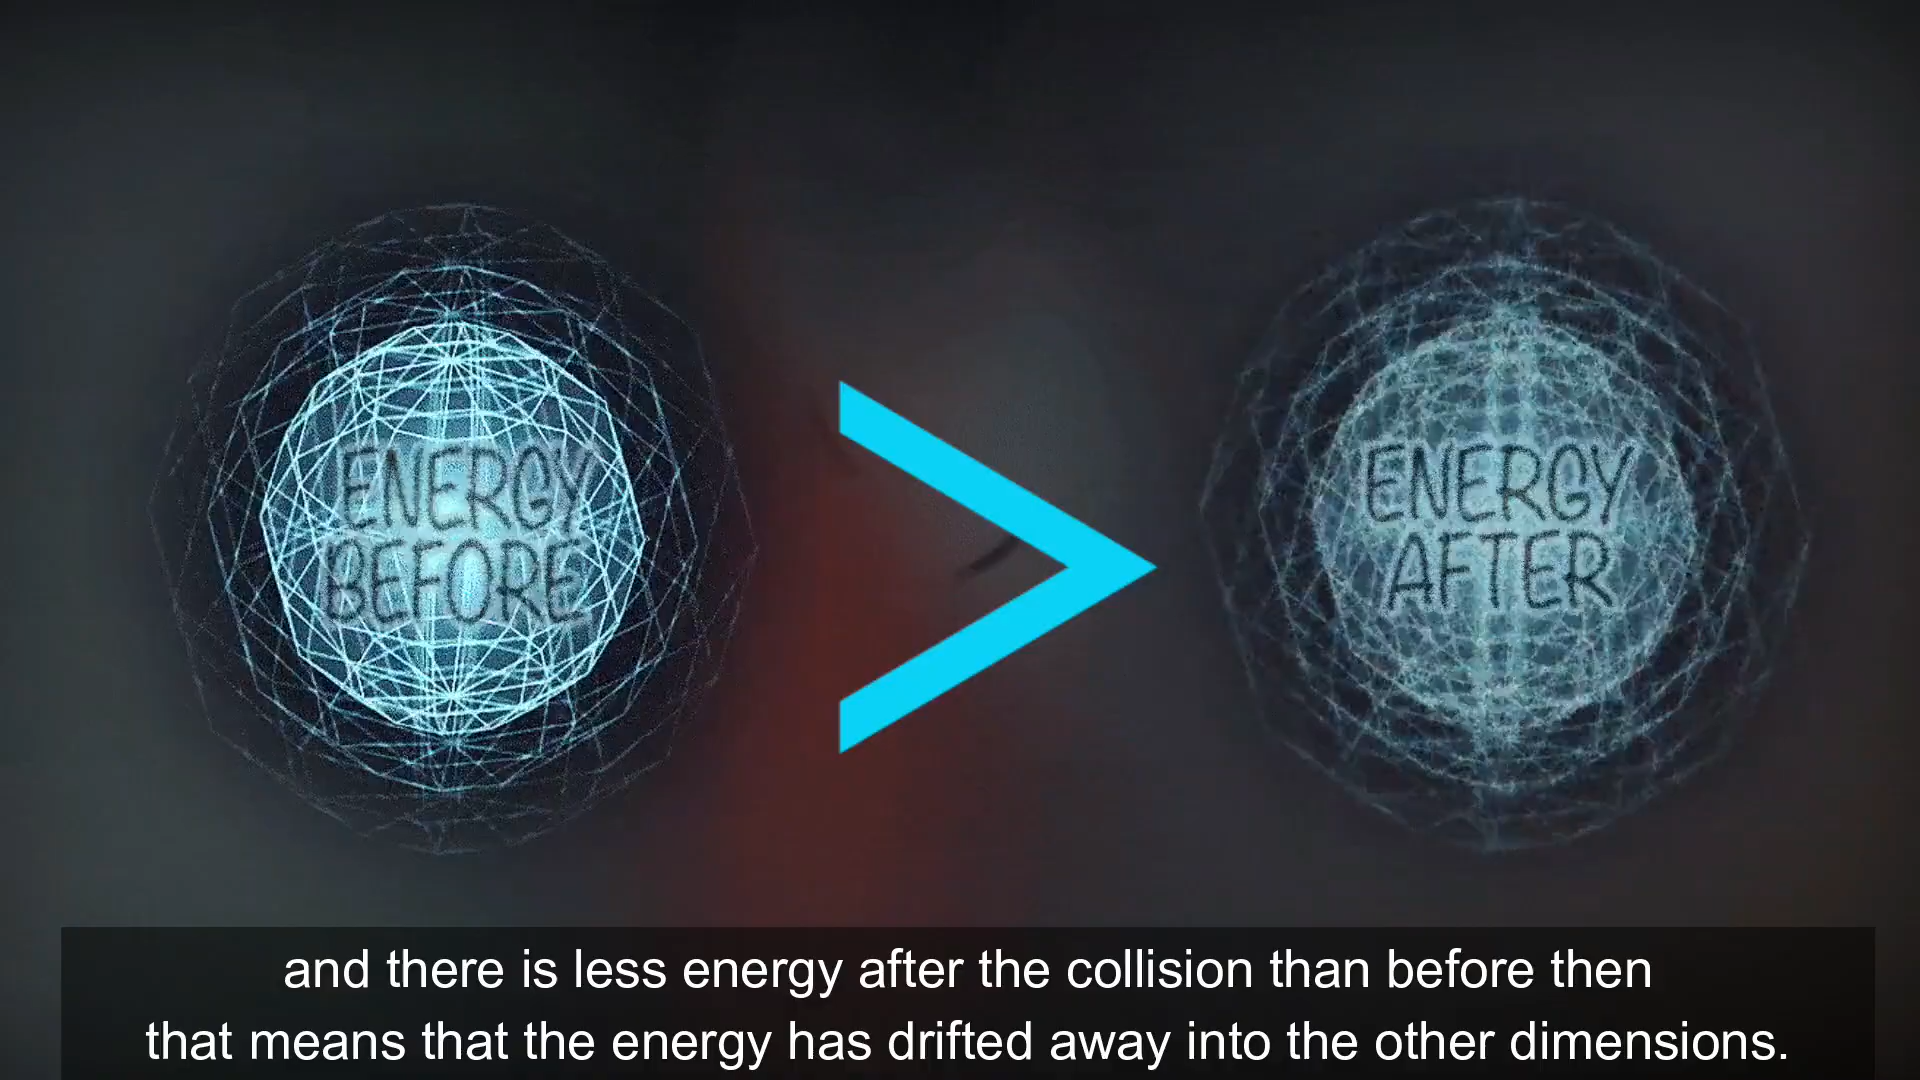 ENERGY
BEFORE
>
ENERGY
AFTER
and there is less energy after the collision than before then
that means that the energy has drifted away into the other dimensions.